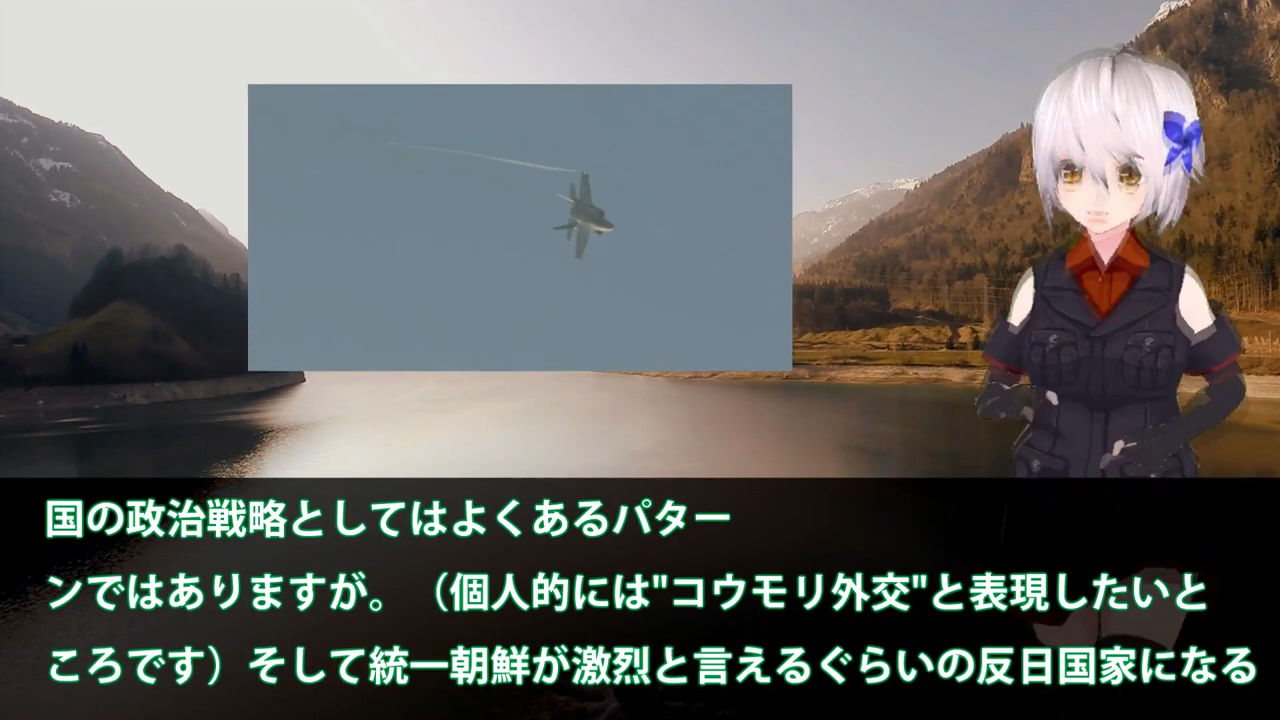 国の政治戦略としてはよくあるパター
ンではありますが。（個人的には"コウモリ外交"と表現したいと
ころです）そして統一朝鮮が激烈と言えるぐらいの反日国家になる